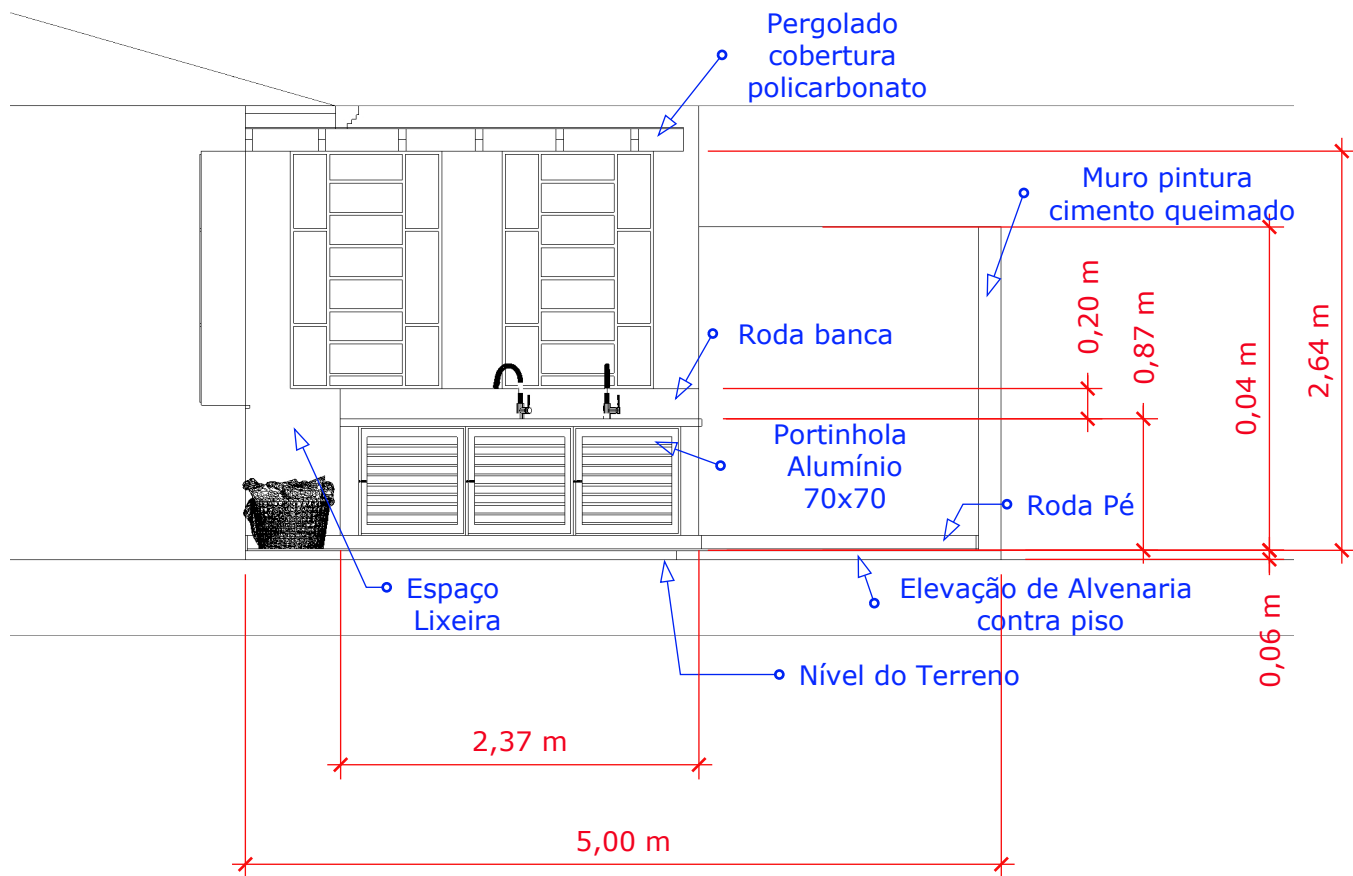 Pergolado
cobertura
policarbonato
Muro pintura
cimento queimado
0,20 m
0,87 m
0,04 m
2,64 m
Roda banca
Portinhola
Alumínio
70x70
Roda Pé
Espaço
Lixeira
Elevação de Alvenaria
contra piso
0,06 m
Nível do Terreno
2,37 m
5,00 m